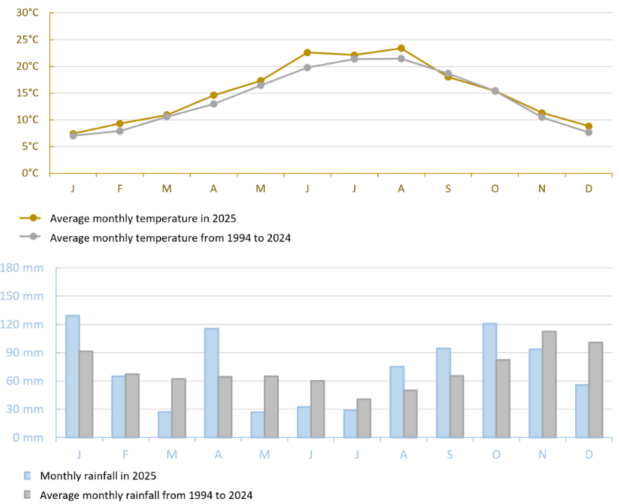 30°C
25°C
20°C
15°C
10°C
5°C
0°C
J F M A M J J A S O N D
Average monthly temperature in 2025
Average monthly temperature from 1994 to 2024
180 mm
150 mm
120 mm
90 mm
60 mm
30 mm
0 mm
J F M A M J J A S O N D
Monthly rainfall in 2025
Average monthly rainfall from 1994 to 2024